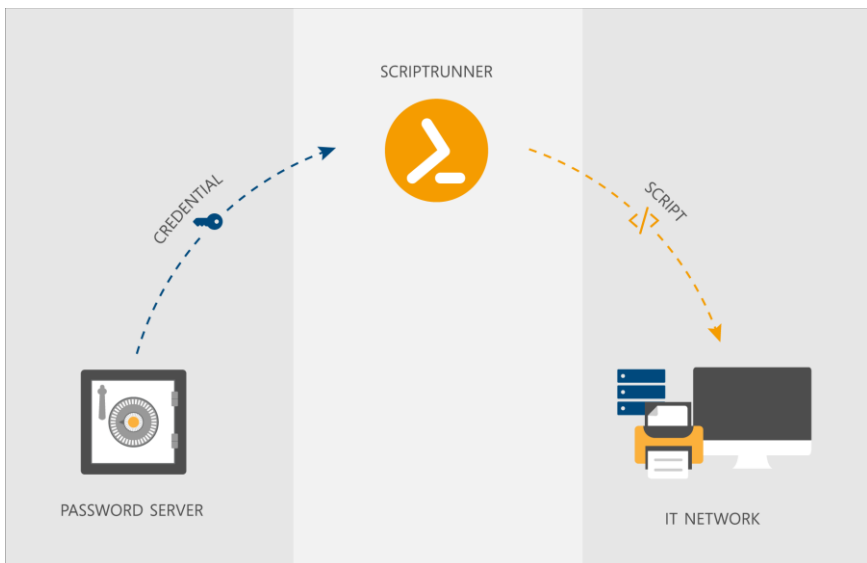 SCRIPTRUNNER
CREDENTIAL
SCRIPT
</>
PASSWORD SERVER
IT NETWORK